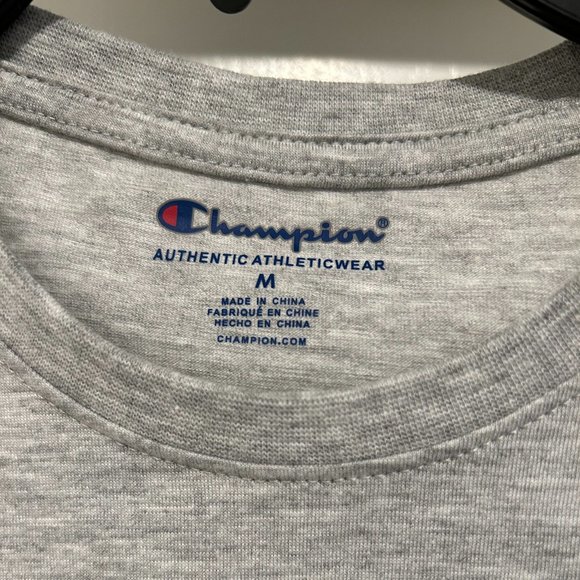 Champion®
AUTHENTIC ATHLETICWEAR
M
MADE IN CHINA
FABRIQUÉ EN CHINE
HECHO EN CHINA
CHAMPION.COM